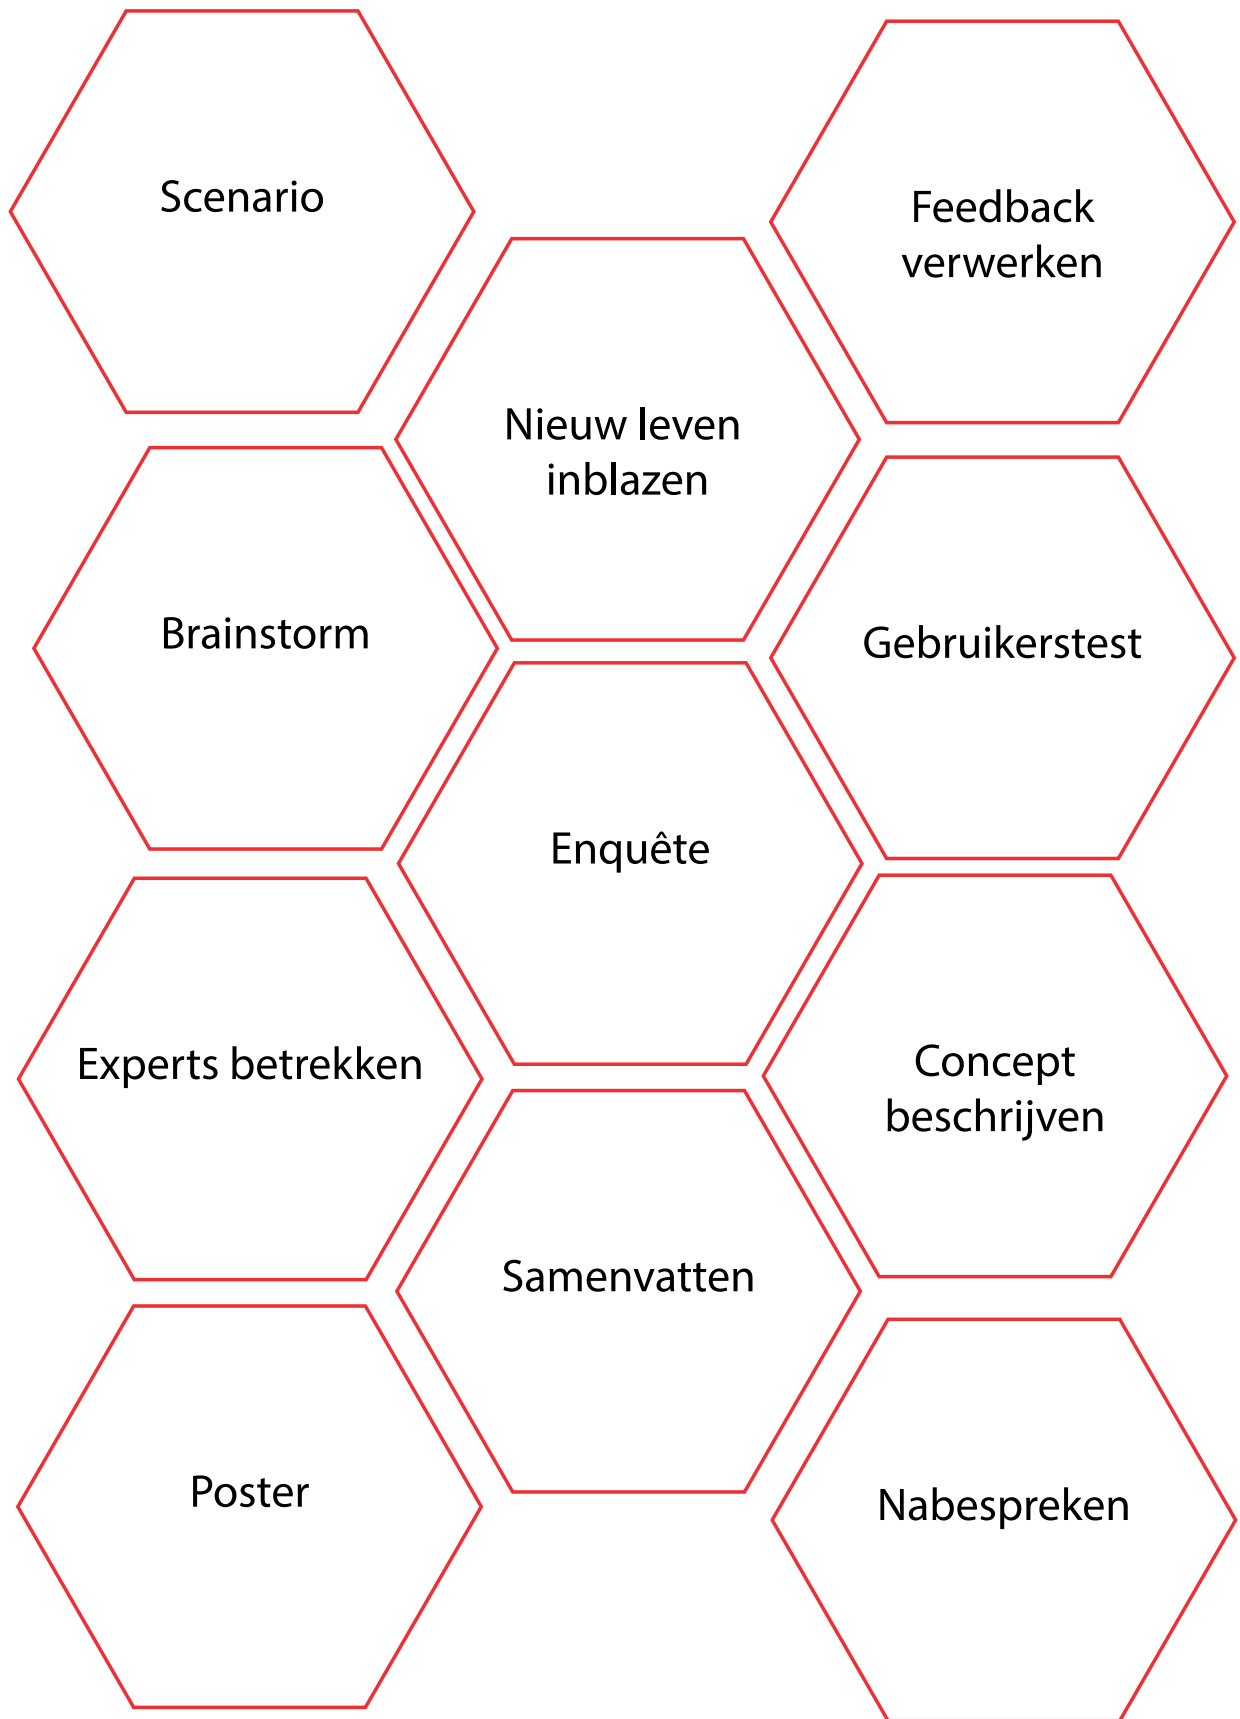 Scenario
Feedback
verwerken
Nieuw leven
inblazen
Brainstorm
Gebruikerstest
Enquête
Experts betrekken
Concept
beschrijven
Samenvatten
Poster
Nabespreken